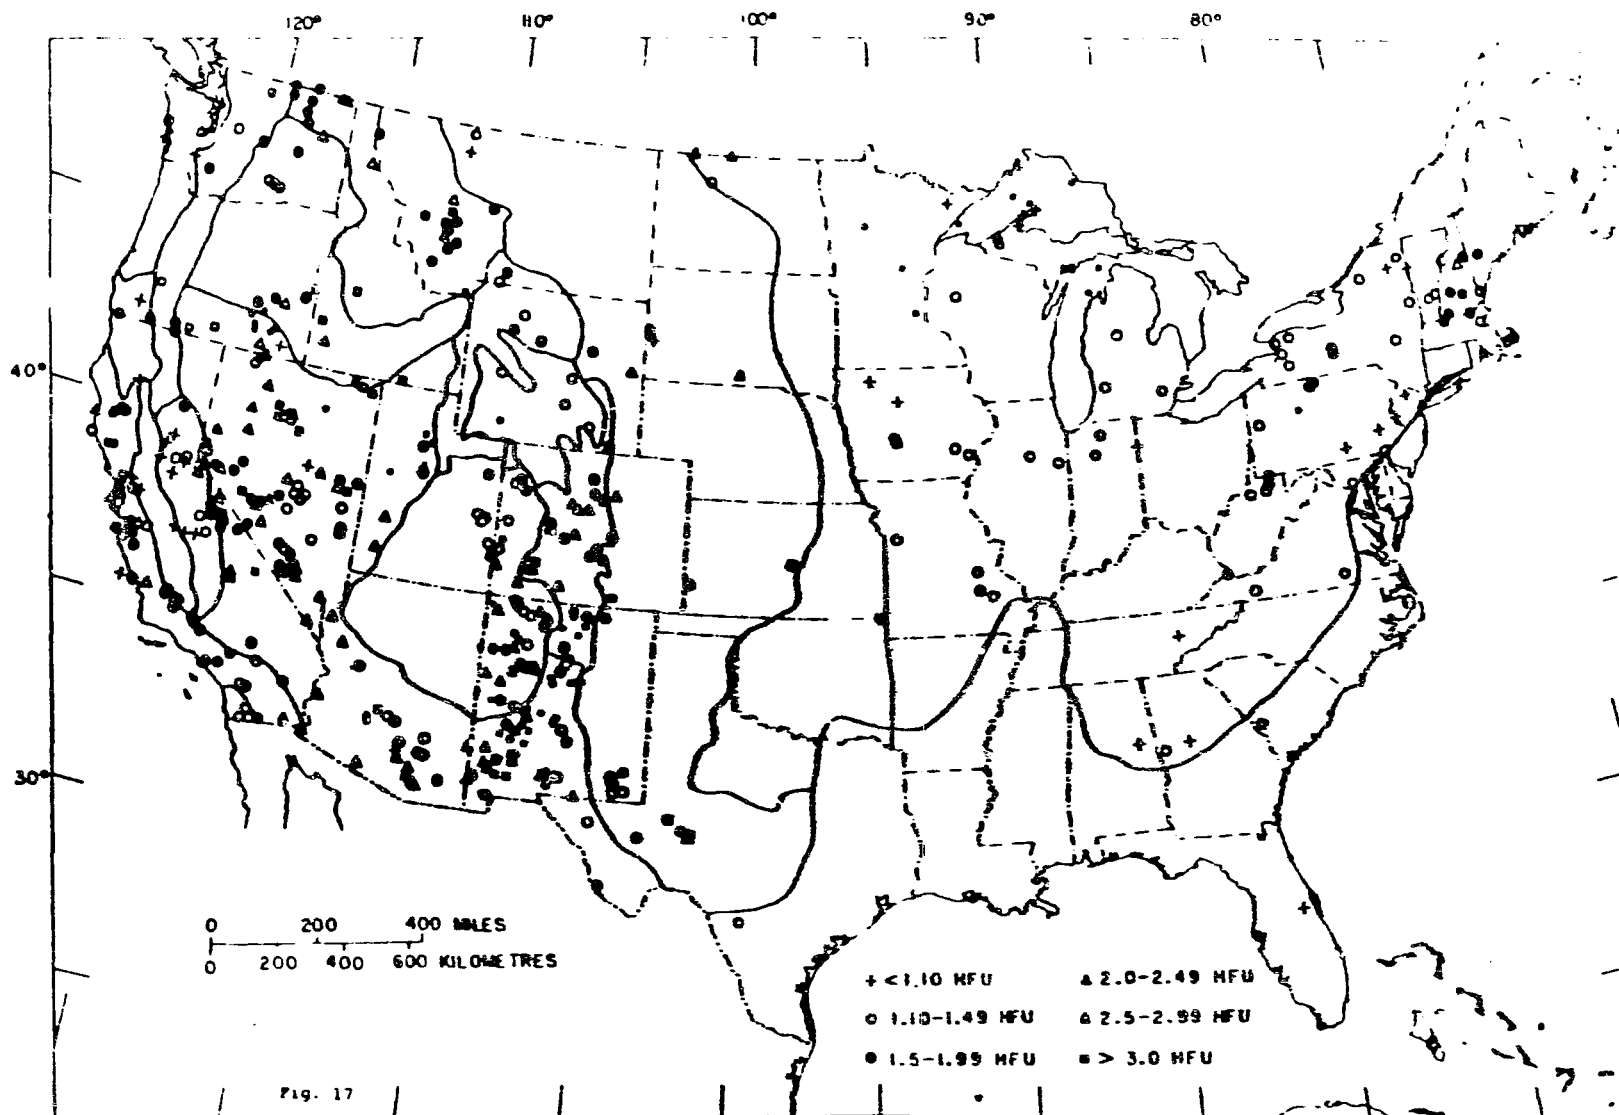 120° 110° 100° 90° 80°
40°
30°
0 200 400 MILES
0 200 400 600 KILOMETRES
+ <1.10 HFU ▲ 2.0-2.49 HFU
○ 1.10-1.49 HFU △ 2.5-2.99 HFU
● 1.5-1.99 HFU ■ > 3.0 HFU
Fig. 17